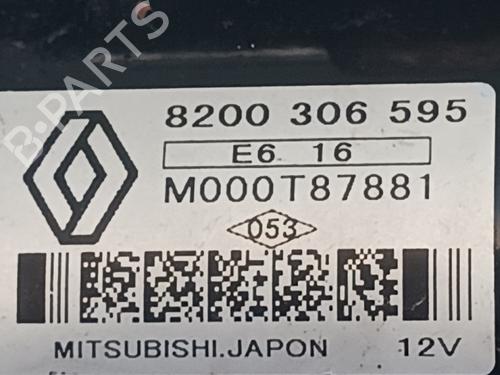 B-PARTS
8200 306 595
E6 16
M000T87881
053
MITSUBISHI.JAPON 12V